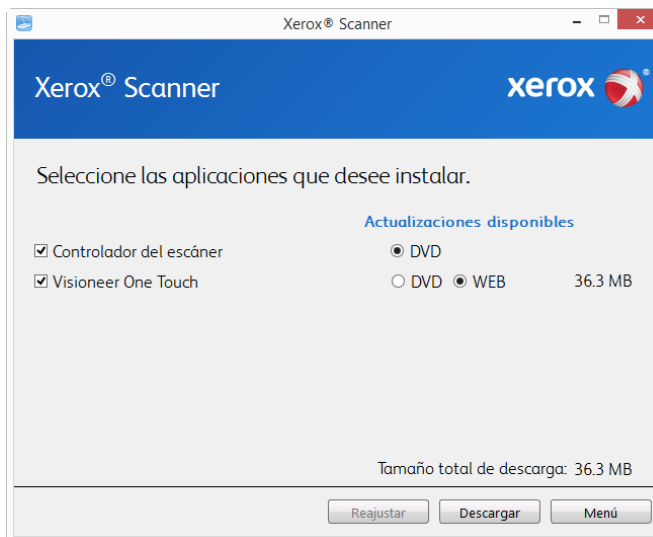 Xerox® Scanner
Xerox® Scanner
xerox®
Seleccione las aplicaciones que desee instalar.
Actualizaciones disponibles
Controlador del escáner DVD
Visioneer One Touch DVD WEB 36.3 MB
Tamaño total de descarga: 36.3 MB
Reajustar Descargar Menú